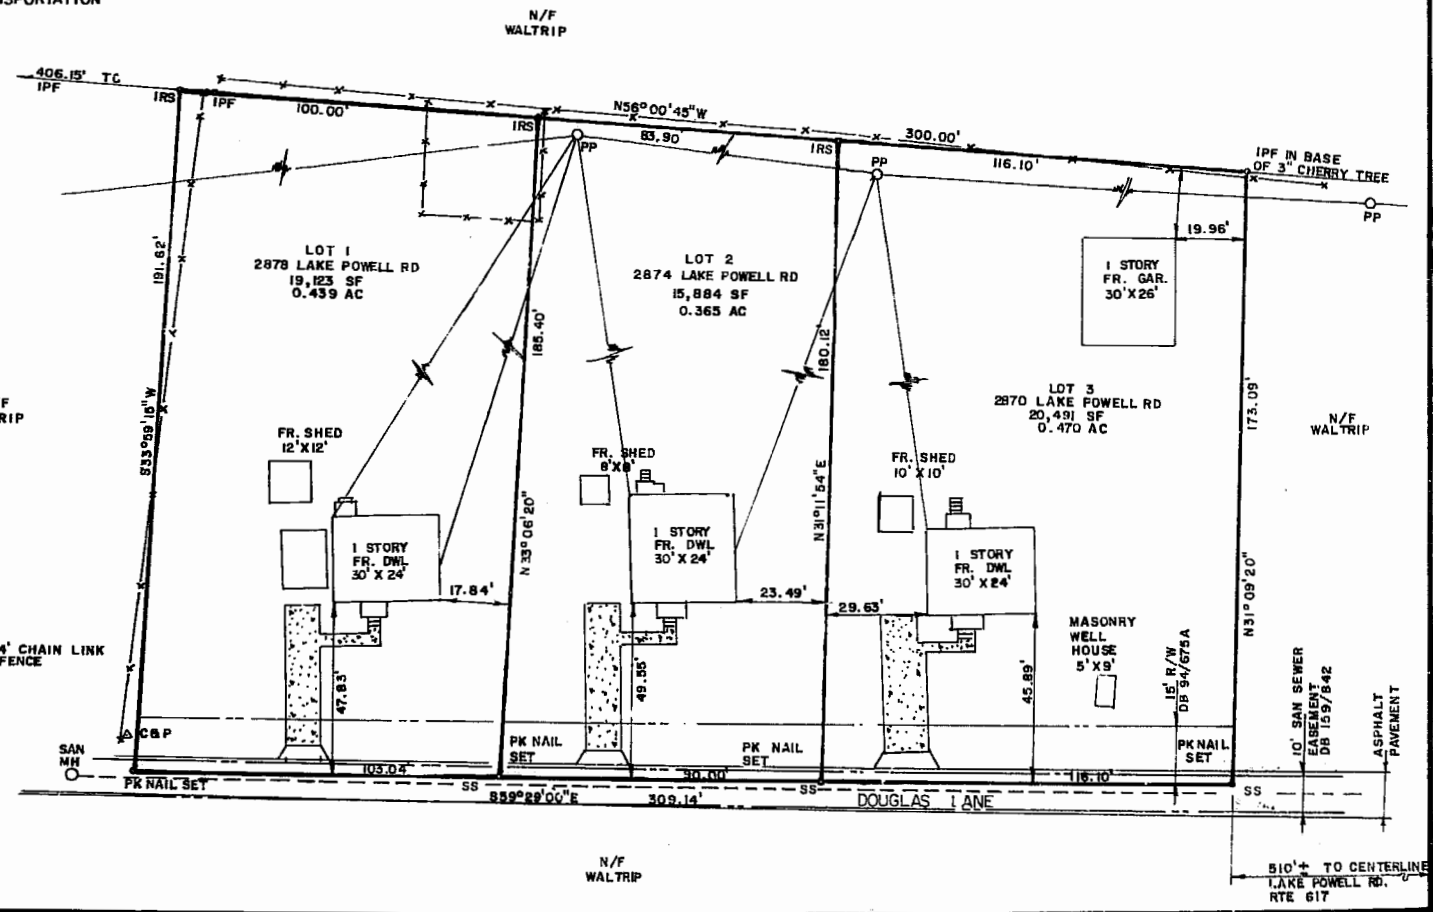 N/F
WALTRIP
406.15' TO
IPF
IRS
IPF
100.00'
IRS
N56°00'45"W
83.90'
PP
IRS
300.00'
PP
116.10'
IPF IN BASE
OF 3" CHERRY TREE
PP
19.96'
191.62'
LOT 1
2878 LAKE POWELL RD
19,123 SF
0.439 AC
185.40'
LOT 2
2874 LAKE POWELL RD
15,884 SF
0.365 AC
180.12'
1 STORY
FR. GAR.
30'X26'
LOT 3
2870 LAKE POWELL RD
20,491 SF
0.470 AC
173.09'
N/F
WALTRIP
S33°59'15"W
FR. SHED
12'X12'
FR. SHED
8'X8'
FR. SHED
10'X10'
N33°06'20"E
N31°11'54"E
N31°09'20"E
1 STORY
FR. DWL
30'X24'
17.84'
1 STORY
FR. DWL
30'X24'
23.49'
1 STORY
FR. DWL
30'X24'
29.63'
MASONRY
WELL
HOUSE
5'X9'
4' CHAIN LINK
FENCE
47.83'
49.55'
45.89'
15' R/W
DB 94/675A
10' SAN SEWER
EASEMENT
DB 159/842
ASPHALT
PAVEMENT
C&P
SAN
MH
PK NAIL SET
103.04'
PK NAIL
SET
90.00'
PK NAIL
SET
116.10'
PK NAIL
SET
SS
SS
SS
S59°29'00"E
309.14'
DOUGLAS LANE
N/F
WALTRIP
510'± TO CENTERLINE
LAKE POWELL RD.
RTE 617